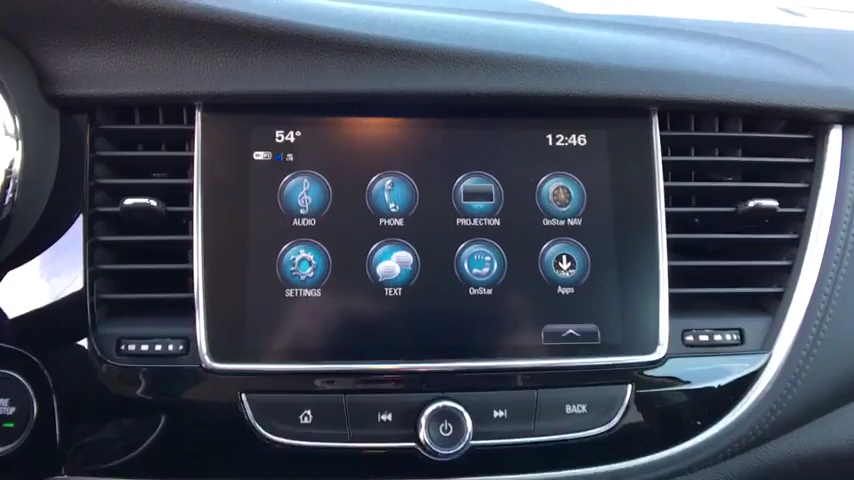 54° 12:46
AUDIO PHONE PROJECTION OnStar NAV
SETTINGS TEXT OnStar Apps
BACK